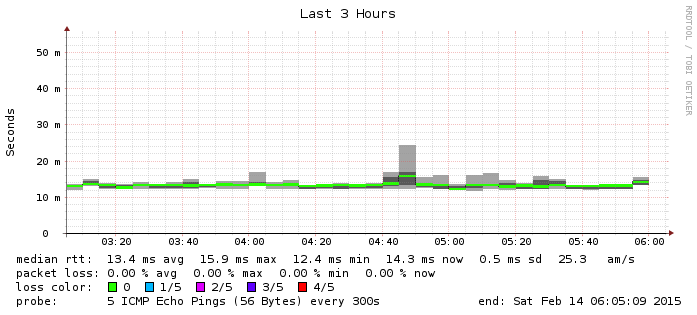 Last 3 Hours
RRDTOOL / TOBI OETIKER
Seconds
50 m
40 m
30 m
20 m
10 m
0
03:20 03:40 04:00 04:20 04:40 05:00 05:20 05:40 06:00
median rtt: 13.4 ms avg 15.9 ms max 12.4 ms min 14.3 ms now 0.5 ms sd 25.3 am/s
packet loss: 0.00 % avg 0.00 % max 0.00 % min 0.00 % now
loss color: 0 1/5 2/5 3/5 4/5
probe: 5 ICMP Echo Pings (56 Bytes) every 300s end: Sat Feb 14 06:05:09 2015